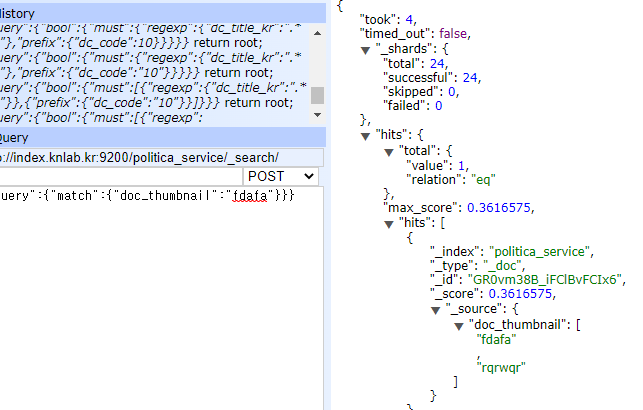 istory
uery":{"bool":{"must":{"regexp":{"dc_title_kr":".*
"},"prefix":{"dc_code":10}}}}} return root;
uery":{"bool":{"must":{"regexp":{"dc_title_kr":".*
"},"prefix":{"dc_code":"10"}}}}} return root;
uery":{"bool":{"must":[{"regexp":{"dc_title_kr":".*
"}},{"prefix":{"dc_code":"10"}}]}}} return root;
uery":{"bool":{"must":[{"regexp":
Query
o://index.knlab.kr:9200/politica_service/_search/
POST
uery":{"match":{"doc_thumbnail":"fdafa"}}}
{
"took": 4,
"timed_out": false,
"_shards": {
"total": 24,
"successful": 24,
"skipped": 0,
"failed": 0
},
"hits": {
"total": {
"value": 1,
"relation": "eq"
},
"max_score": 0.3616575,
"hits": [
{
"_index": "politica_service",
"_type": "_doc",
"_id": "GR0vm38B_iFClBvFCIx6",
"_score": 0.3616575,
"_source": {
"doc_thumbnail": [
"fdafa"
,
"rqrwqr"
]
}
}